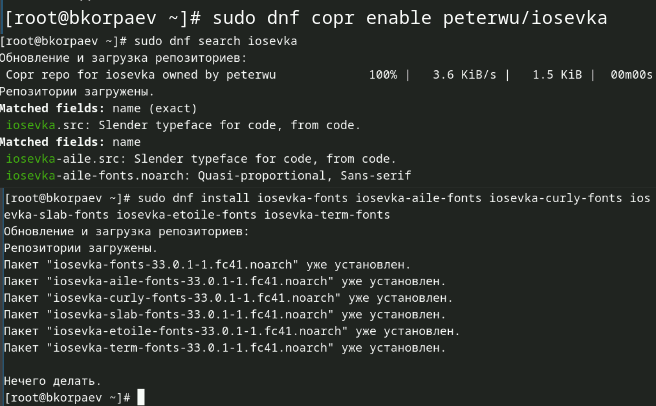 [root@bkorpaev ~]# sudo dnf copr enable peterwu/iosevka
[root@bkorpaev ~]# sudo dnf search iosevka
Обновление и загрузка репозиториев:
Copr repo for iosevka owned by peterwu 100% | 3.6 KiB/s | 1.5 KiB | 00m00s
Репозитории загружены.
Matched fields: name (exact)
iosevka.src: Slender typeface for code, from code.
Matched fields: name
iosevka-aile.src: Slender typeface for code, from code.
iosevka-aile-fonts.noarch: Quasi-proportional, Sans-serif
[root@bkorpaev ~]# sudo dnf install iosevka-fonts iosevka-aile-fonts iosevka-curly-fonts ios
evka-slab-fonts iosevka-etoile-fonts iosevka-term-fonts
Обновление и загрузка репозиториев:
Репозитории загружены.
Пакет "iosevka-fonts-33.0.1-1.fc41.noarch" уже установлен.
Пакет "iosevka-aile-fonts-33.0.1-1.fc41.noarch" уже установлен.
Пакет "iosevka-curly-fonts-33.0.1-1.fc41.noarch" уже установлен.
Пакет "iosevka-slab-fonts-33.0.1-1.fc41.noarch" уже установлен.
Пакет "iosevka-etoile-fonts-33.0.1-1.fc41.noarch" уже установлен.
Пакет "iosevka-term-fonts-33.0.1-1.fc41.noarch" уже установлен.
Нечего делать.
[root@bkorpaev ~]#